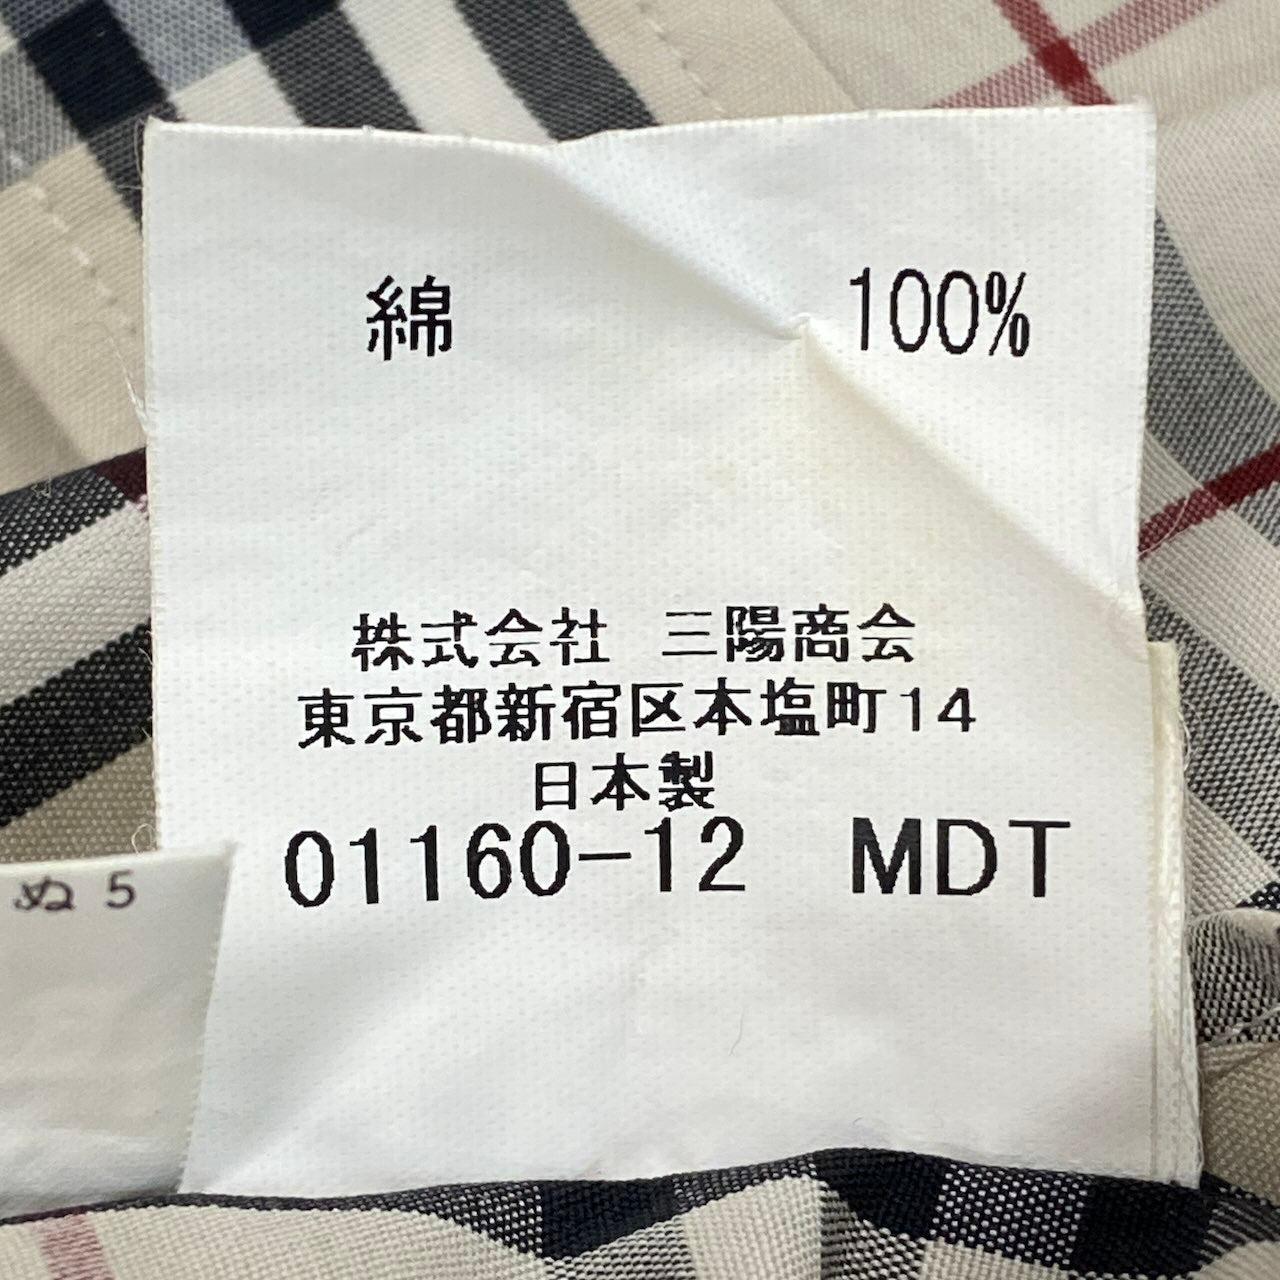 綿 100%
株式会社 三陽商会
東京都新宿区本塩町14
日本製
01160-12 MDT
ぬ 5